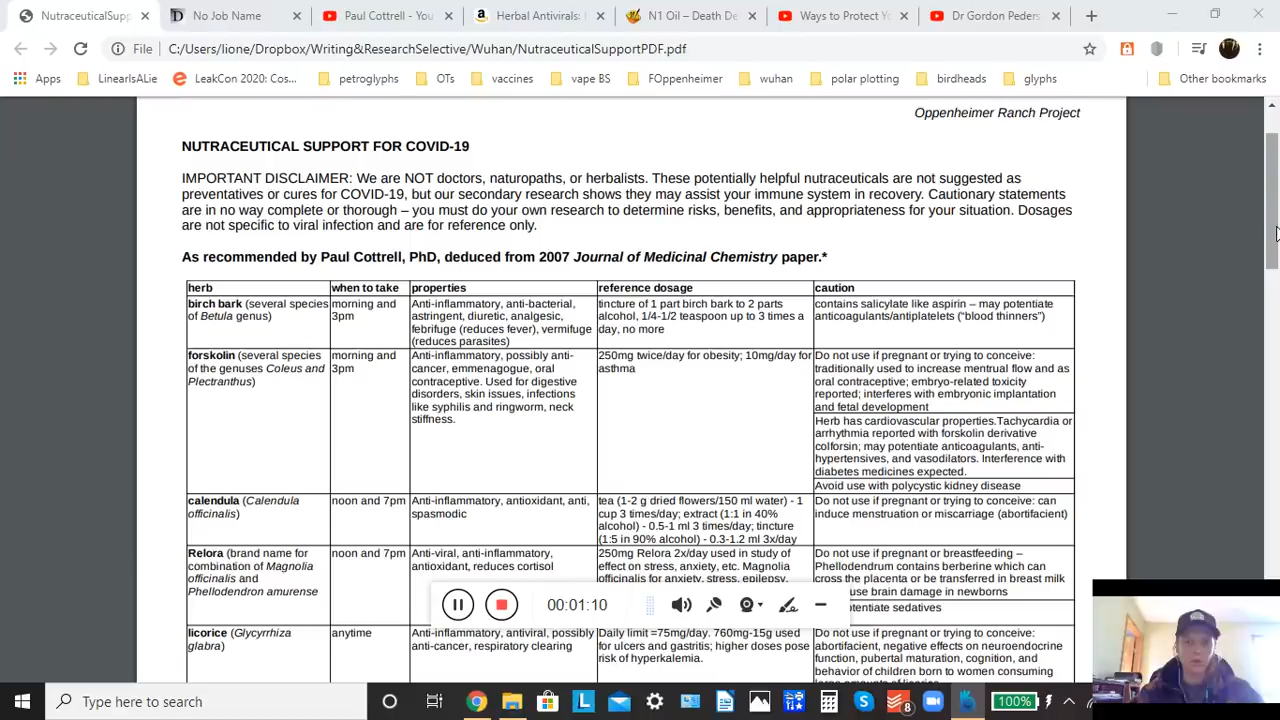 NutraceuticalSupp
No Job Name
Paul Cottrell - You
Herbal Antivirals:
N1 Oil – Death De
Ways to Protect Yo
Dr Gordon Peders
File
C:/Users/lione/Dropbox/Writing&ResearchSelective/Wuhan/NutraceuticalSupportPDF.pdf
Apps
LinearIsALie
LeakCon 2020: Cos...
petroglyphs
OTs
vaccines
vape BS
FOppenheimer
wuhan
polar plotting
birdheads
glyphs
Other bookmarks
Oppenheimer Ranch Project
NUTRACEUTICAL SUPPORT FOR COVID-19
IMPORTANT DISCLAIMER: We are NOT doctors, naturopaths, or herbalists. These potentially helpful nutraceuticals are not suggested as
preventatives or cures for COVID-19, but our secondary research shows they may assist your immune system in recovery. Cautionary statements
are in no way complete or thorough – you must do your own research to determine risks, benefits, and appropriateness for your situation. Dosages
are not specific to viral infection and are for reference only.
As recommended by Paul Cottrell, PhD, deduced from 2007 Journal of Medicinal Chemistry paper.*
herb
when to take
properties
reference dosage
caution
birch bark (several species
of Betula genus)
morning and
3pm
Anti-inflammatory, anti-bacterial,
astringent, diuretic, analgesic,
febrifuge (reduces fever), vermifuge
(reduces parasites)
tincture of 1 part birch bark to 2 parts
alcohol, 1/4-1/2 teaspoon up to 3 times a
day, no more
contains salicylate like aspirin – may potentiate
anticoagulants/antiplatelets (“blood thinners”)
forskolin (several species
of the genuses Coleus and
Plectranthus)
morning and
3pm
Anti-inflammatory, possibly anti-
cancer, emmenagogue, oral
contraceptive. Used for digestive
disorders, skin issues, infections
like syphilis and ringworm, neck
stiffness.
250mg twice/day for obesity; 10mg/day for
asthma
Do not use if pregnant or trying to conceive:
traditionally used to increase mentrual flow and as
oral contraceptive; embryo-related toxicity
reported; interferes with embryonic implantation
and fetal development
Herb has cardiovascular properties.Tachycardia or
arrhythmia reported with forskolin derivative
colforsin; may potentiate anticoagulants, anti-
hypertensives, and vasodilators. Interference with
diabetes medicines expected.
Avoid use with polycystic kidney disease
calendula (Calendula
officinalis)
noon and 7pm
Anti-inflammatory, antioxidant, anti,
spasmodic
tea (1-2 g dried flowers/150 ml water) - 1
cup 3 times/day; extract (1:1 in 40%
alcohol) - 0.5-1 ml 3 times/day; tincture
(1:5 in 90% alcohol) - 0.3-1.2 ml 3x/day
Do not use if pregnant or trying to conceive: can
induce menstruation or miscarriage (abortifacient)
Relora (brand name for
combination of Magnolia
officinalis and
Phellodendron amurense
noon and 7pm
Anti-viral, anti-inflammatory,
antioxidant, reduces cortisol
250mg Relora 2x/day used in study of
effect on stress, anxiety, etc. Magnolia
officinalis for anxiety, stress, epilepsy,
Do not use if pregnant or breastfeeding –
Phellodendrum contains berberine which can
cross the placenta or be transferred in breast milk
use brain damage in newborns
potentiate sedatives
licorice (Glycyrrhiza
glabra)
anytime
Anti-inflammatory, antiviral, possibly
anti-cancer, respiratory clearing
Daily limit =75mg/day. 760mg-15g used
for ulcers and gastritis; higher doses pose
risk of hyperkalemia.
Do not use if pregnant or trying to conceive:
abortifacient, negative effects on neuroendocrine
function, pubertal maturation, cognition, and
behavior of children born to women consuming
00:01:10
Type here to search
8
100%